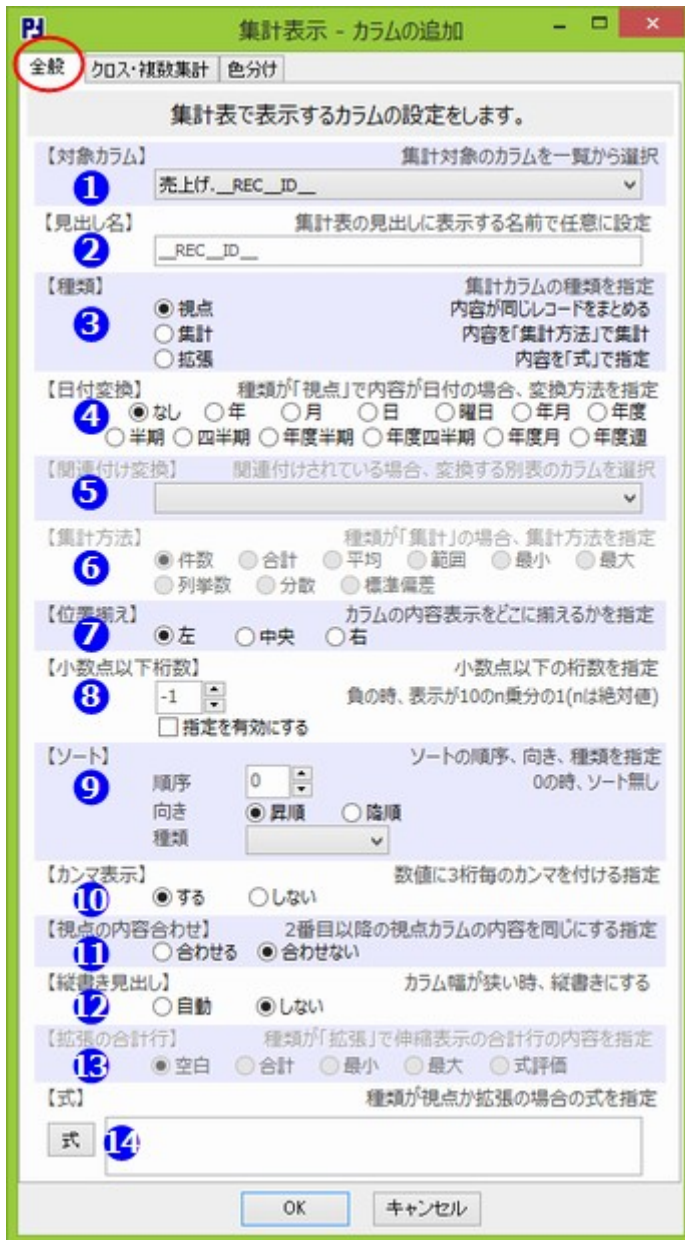 PJ 集計表示 - カラムの追加
全般 クロス・複数集計 色分け
集計表で表示するカラムの設定をします。
【対象カラム】 集計対象のカラムを一覧から選択
1 売上げ.__REC__ID__
【見出し名】 集計表の見出しに表示する名前で任意に設定
2 __REC__ID__
【種類】 集計カラムの種類を指定
3 視点 内容が同じレコードをまとめる
集計 内容を「集計方法」で集計
拡張 内容を「式」で指定
【日付変換】 種類が「視点」で内容が日付の場合、変換方法を指定
4 なし 年 月 日 曜日 年月 年度
半期 四半期 年度半期 年度四半期 年度月 年度週
【関連付け変換】 関連付けされている場合、変換する別表のカラムを選択
5
【集計方法】 種類が「集計」の場合、集計方法を指定
6 件数 合計 平均 範囲 最小 最大
列挙数 分散 標準偏差
【位置揃え】 カラムの内容表示をどこに揃えるかを指定
7 左 中央 右
【小数点以下桁数】 小数点以下の桁数を指定
8 -1 負の時、表示が10のn乗分の1(nは絶対値)
指定を有効にする
【ソート】 ソートの順序、向き、種類を指定
9 順序 0 0の時、ソート無し
向き 昇順 降順
種類
【カンマ表示】 数値に3桁毎のカンマを付ける指定
10 する しない
【視点の内容合わせ】 2番目以降の視点カラムの内容を同じにする指定
11 合わせる 合わせない
【縦書き見出し】 カラム幅が狭い時、縦書きにする
12 自動 しない
【拡張の合計行】 種類が「拡張」で伸縮表示の合計行の内容を指定
13 空白 合計 最小 最大 式評価
【式】 種類が視点か拡張の場合の式を指定
式 14
OK キャンセル